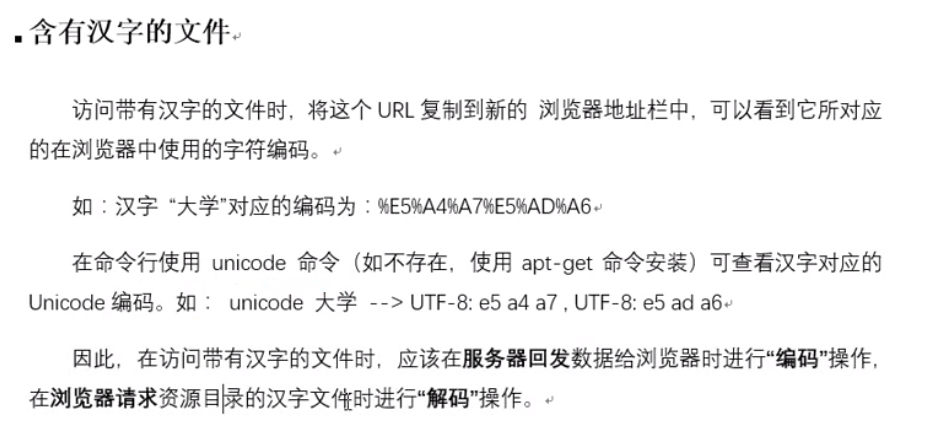 含有汉字的文件
访问带有汉字的文件时，将这个 URL 复制到新的 浏览器地址栏中，可以看到它所对应
的在浏览器中使用的字符编码。
如：汉字 “大学”对应的编码为：%E5%A4%A7%E5%AD%A6
在命令行使用 unicode 命令（如不存在，使用 apt-get 命令安装）可查看汉字对应的
Unicode 编码。如： unicode 大学 --> UTF-8: e5 a4 a7 , UTF-8: e5 ad a6
因此，在访问带有汉字的文件时，应该在服务器回发数据给浏览器时进行“编码”操作，
在浏览器请求资源目录的汉字文件时进行“解码”操作。